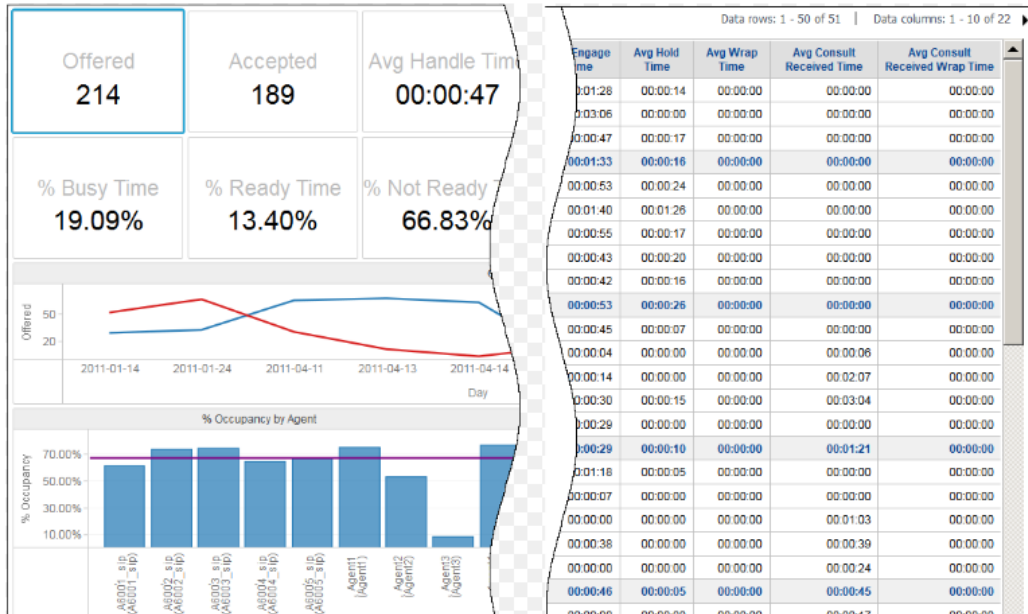 Offered
214
Accepted
189
Avg Handle Tim
00:00:47
% Busy Time
19.09%
% Ready Time
13.40%
% Not Ready
66.83%
Offered
50
20
2011-01-14 2011-01-24 2011-04-11 2011-04-13 2011-04-14
Day
% Occupancy by Agent
% Occupancy
70.00%
50.00%
30.00%
10.00%
A6001_sip (A6001_sip)
A6002_sip (A6002_sip)
A6003_sip (A6003_sip)
A6004_sip (A6004_sip)
A6005_sip (A6005_sip)
Agent1 (Agent1)
Agent2 (Agent2)
Agent3 (Agent3)
Data rows: 1 - 50 of 51 | Data columns: 1 - 10 of 22
Engage Avg Hold Avg Wrap Avg Consult Avg Consult
me Time Time Received Time Received Wrap Time
0:01:28 00:00:14 00:00:00 00:00:00 00:00:00
0:03:06 00:00:00 00:00:00 00:00:00 00:00:00
00:00:47 00:00:17 00:00:00 00:00:00 00:00:00
00:01:33 00:00:16 00:00:00 00:00:00 00:00:00
00:00:53 00:00:24 00:00:00 00:00:00 00:00:00
00:01:40 00:01:26 00:00:00 00:00:00 00:00:00
00:00:55 00:00:17 00:00:00 00:00:00 00:00:00
00:00:43 00:00:20 00:00:00 00:00:00 00:00:00
00:00:42 00:00:16 00:00:00 00:00:00 00:00:00
00:00:53 00:00:26 00:00:00 00:00:00 00:00:00
00:00:45 00:00:07 00:00:00 00:00:00 00:00:00
00:00:04 00:00:00 00:00:00 00:00:06 00:00:00
00:00:14 00:00:00 00:00:00 00:02:07 00:00:00
0:00:30 00:00:15 00:00:00 00:03:04 00:00:00
:00:29 00:00:00 00:00:00 00:00:00 00:00:00
:00:29 00:00:10 00:00:00 00:01:21 00:00:00
:01:18 00:00:05 00:00:00 00:00:00 00:00:00
0:00:07 00:00:00 00:00:00 00:00:00 00:00:00
00:00:00 00:00:00 00:00:00 00:01:03 00:00:00
00:00:38 00:00:00 00:00:00 00:00:39 00:00:00
00:00:00 00:00:00 00:00:00 00:00:24 00:00:00
00:00:46 00:00:05 00:00:00 00:00:45 00:00:00